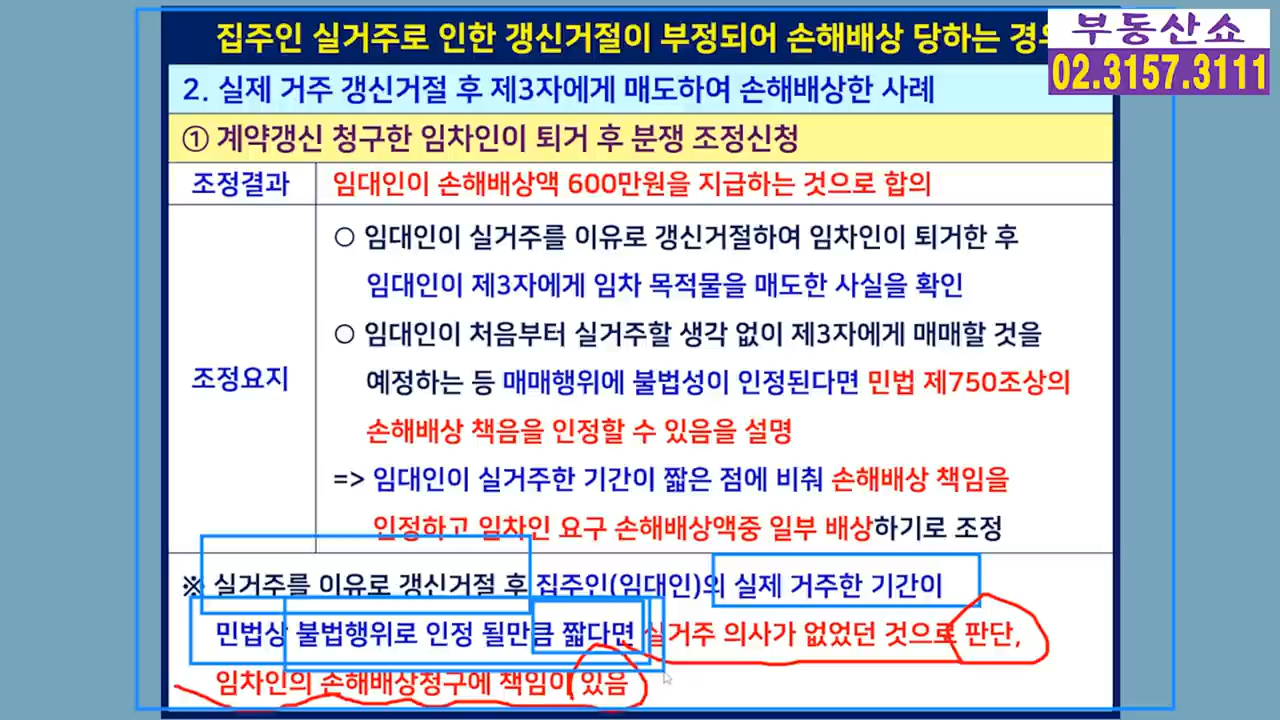 집주인 실거주로 인한 갱신거절이 부정되어 손해배상 당하는
부동산쇼
02.3157.3111
2. 실제 거주 갱신거절 후 제3자에게 매도하여 손해배상한 사례
① 계약갱신 청구한 임차인이 퇴거 후 분쟁 조정신청
조정결과
임대인이 손해배상액 600만원을 지급하는 것으로 합의
조정요지
○ 임대인이 실거주를 이유로 갱신거절하여 임차인이 퇴거한 후
임대인이 제3자에게 임차 목적물을 매도한 사실을 확인
○ 임대인이 처음부터 실거주할 생각 없이 제3자에게 매매할 것을
예정하는 등 매매행위에 불법성이 인정된다면 민법 제750조상의
손해배상 책음을 인정할 수 있음을 설명
=> 임대인이 실거주한 기간이 짧은 점에 비춰 손해배상 책임을
인정하고 임차인 요구 손해배상액중 일부 배상하기로 조정
※ 실거주를 이유로 갱신거절 후 집주인(임대인)의 실제 거주한 기간이
민법상 불법행위로 인정 될만큼 짧다면 실거주 의사가 없었던 것으로 판단,
임차인의 손해배상청구에 책임이 있음